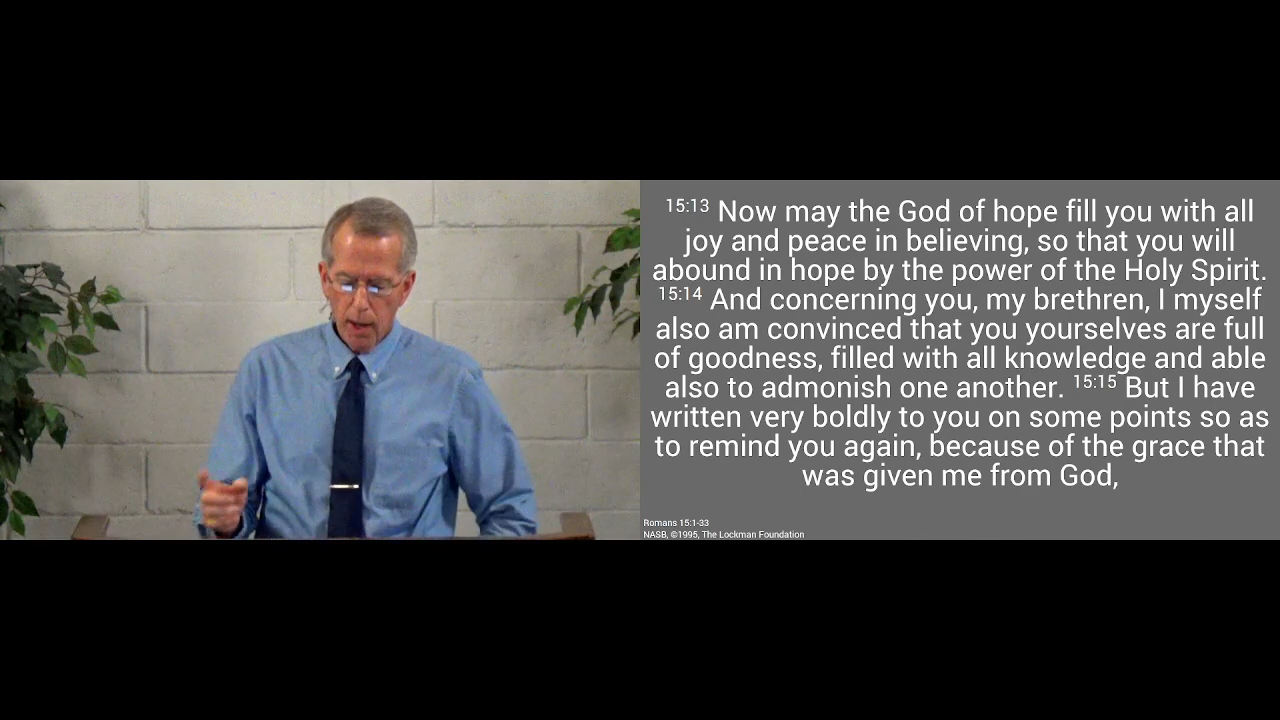 15:13 Now may the God of hope fill you with all
joy and peace in believing, so that you will
abound in hope by the power of the Holy Spirit.
15:14 And concerning you, my brethren, I myself
also am convinced that you yourselves are full
of goodness, filled with all knowledge and able
also to admonish one another. 15:15 But I have
written very boldly to you on some points so as
to remind you again, because of the grace that
was given me from God,
Romans 15:1-33
NASB, ©1995, The Lockman Foundation